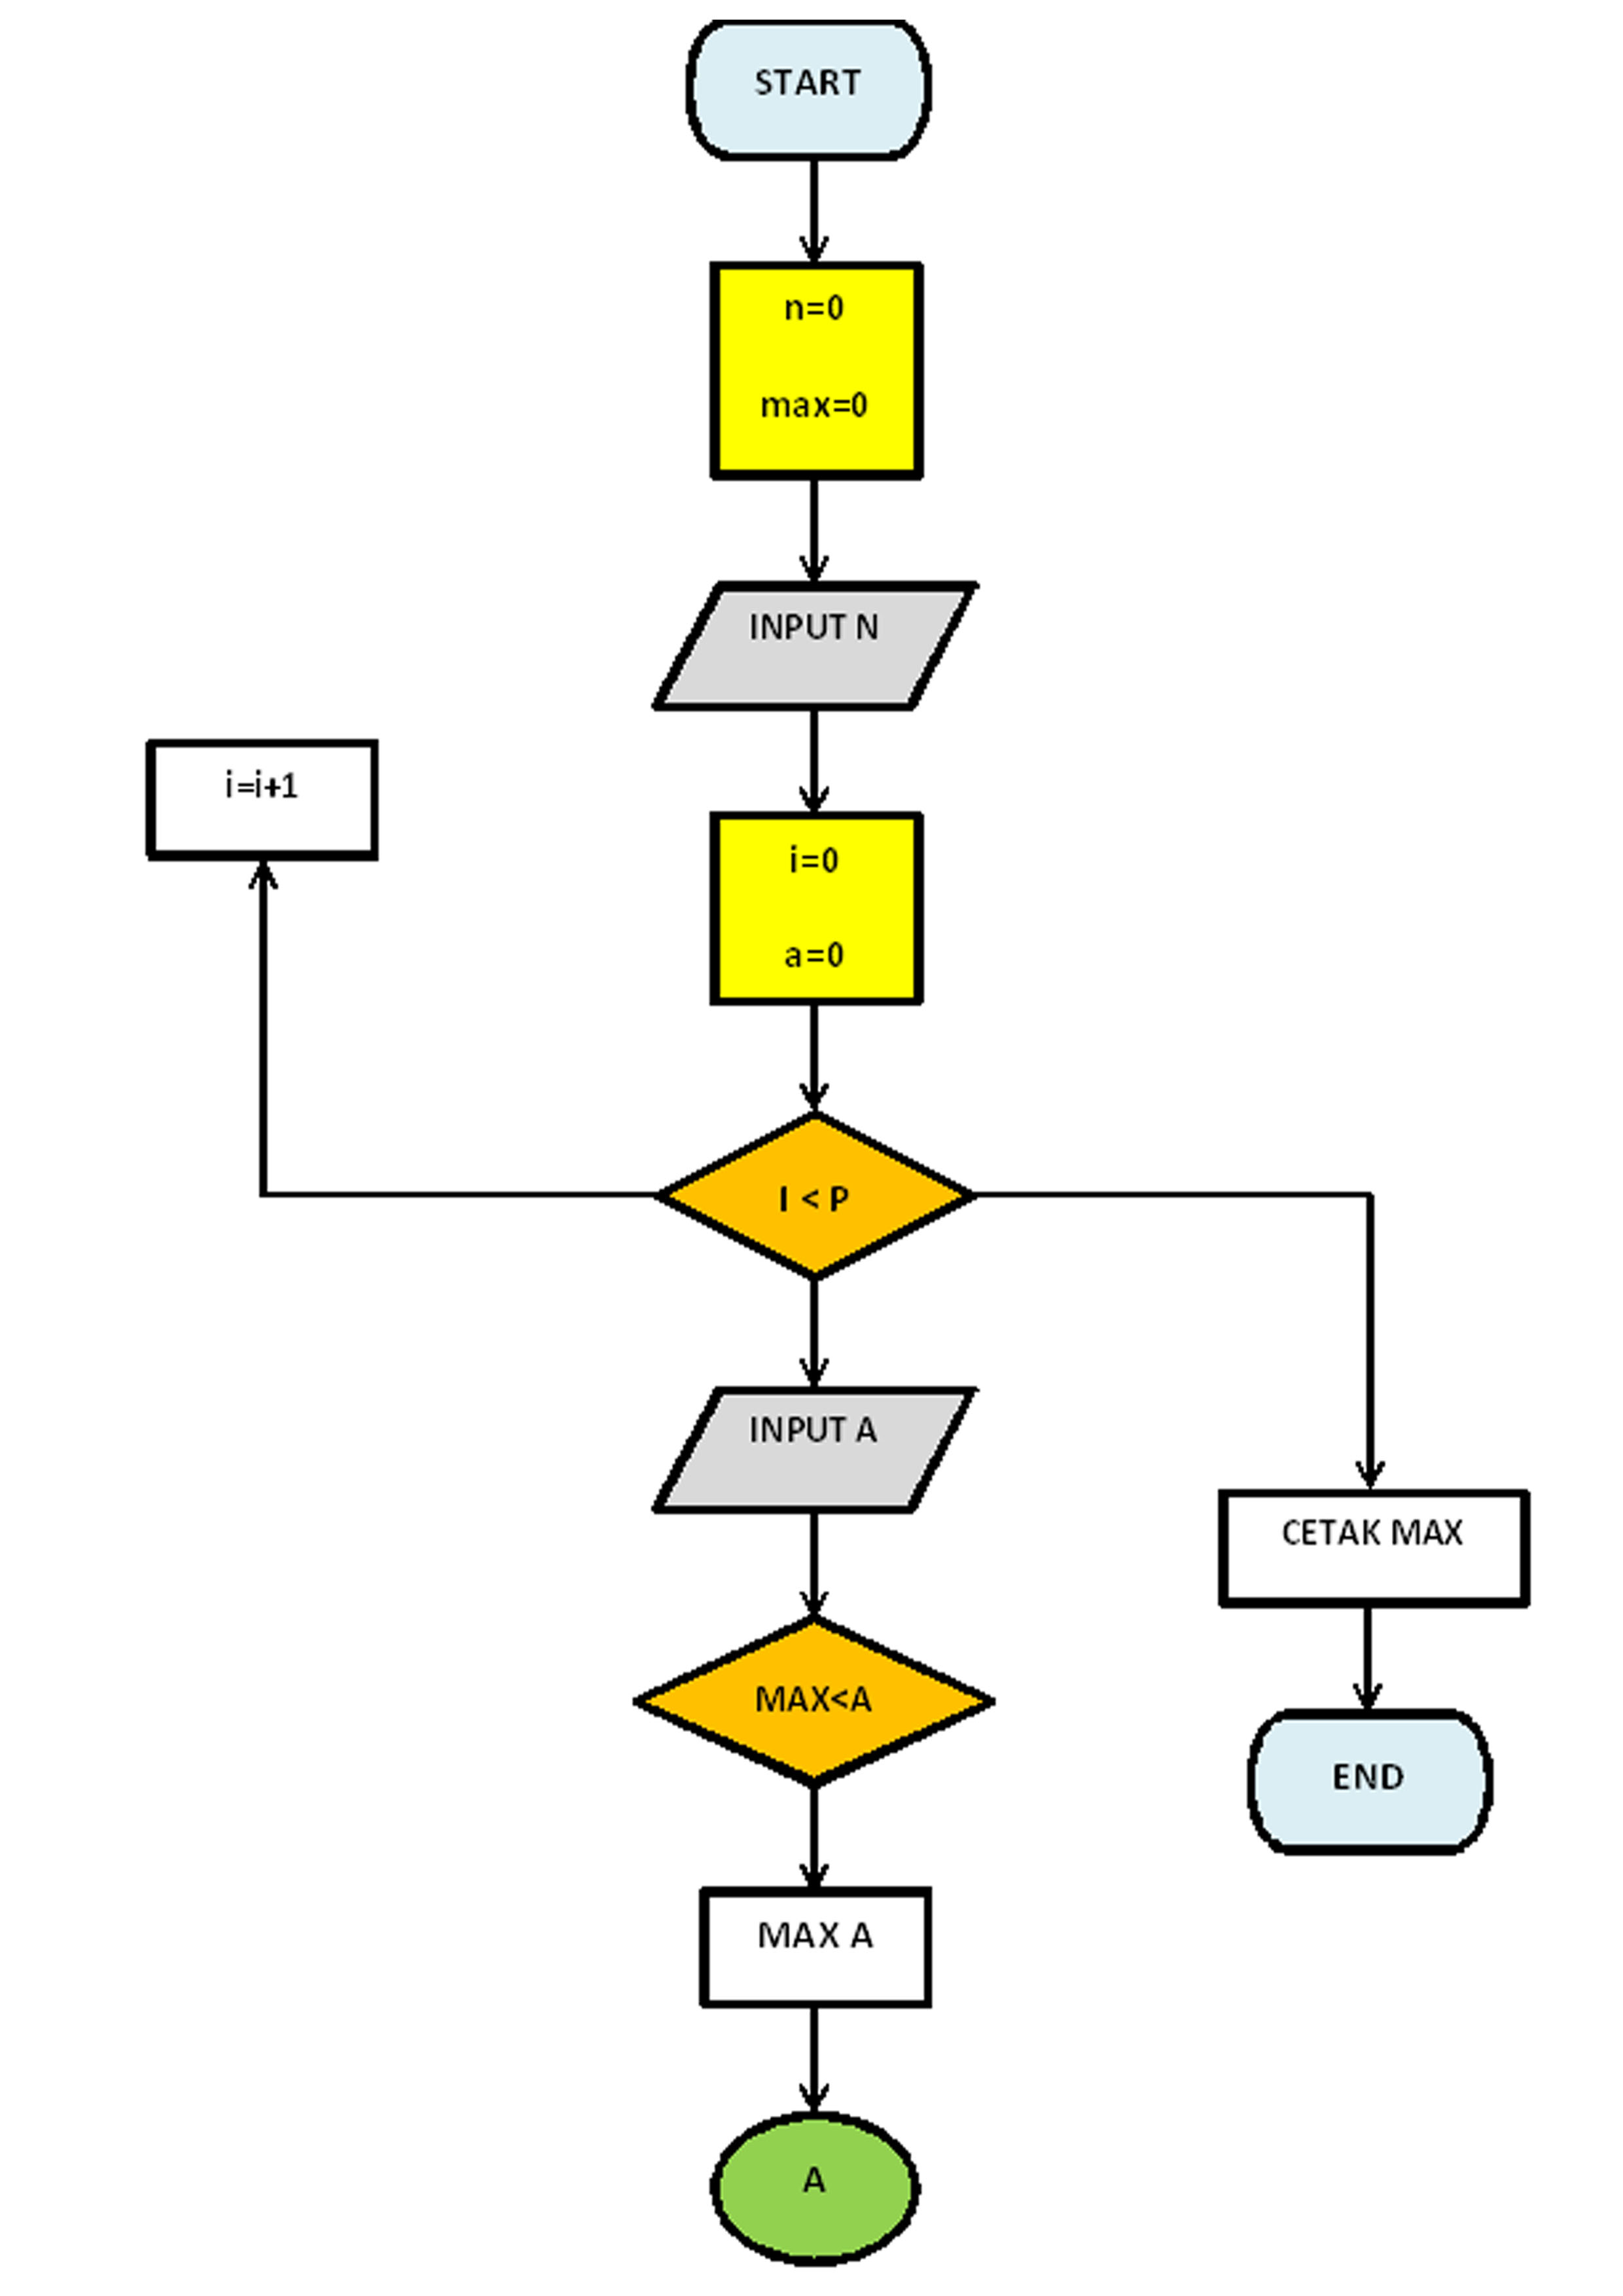 START
n=0
max=0
INPUT N
i=i+1
i=0
a=0
I < P
INPUT A
CETAK MAX
MAX<A
END
MAX A
A